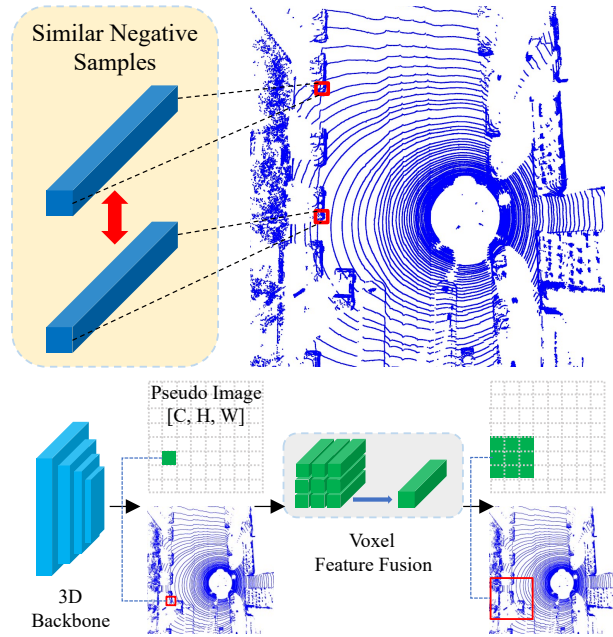 Similar Negative
Samples
Pseudo Image
[C, H, W]
Voxel
Feature Fusion
3D
Backbone